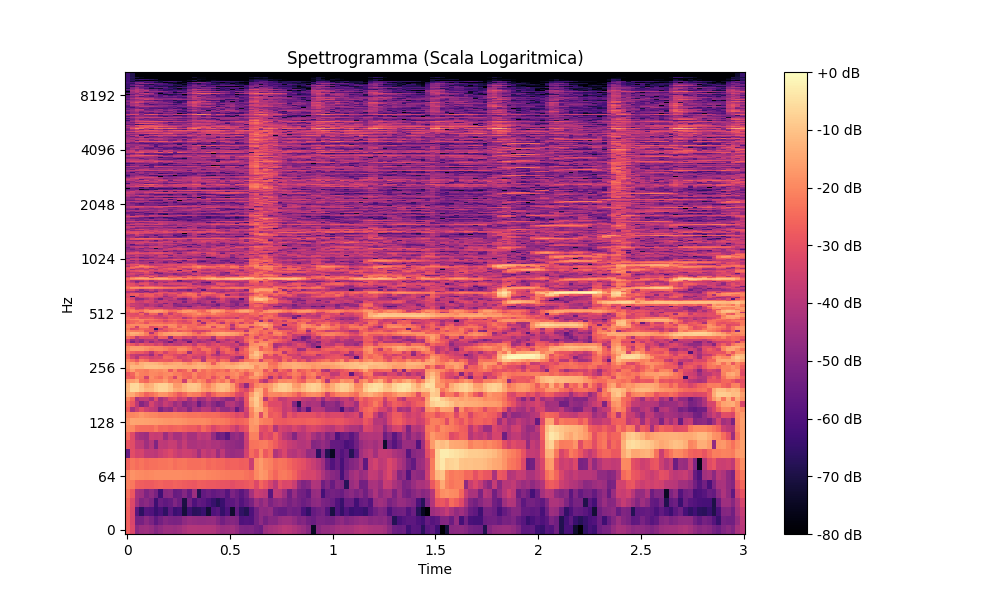 Spettrogramma (Scala Logaritmica)
Hz
8192
4096
2048
1024
512
256
128
64
0
0
0.5
1
1.5
2
2.5
3
Time
+0 dB
-10 dB
-20 dB
-30 dB
-40 dB
-50 dB
-60 dB
-70 dB
-80 dB